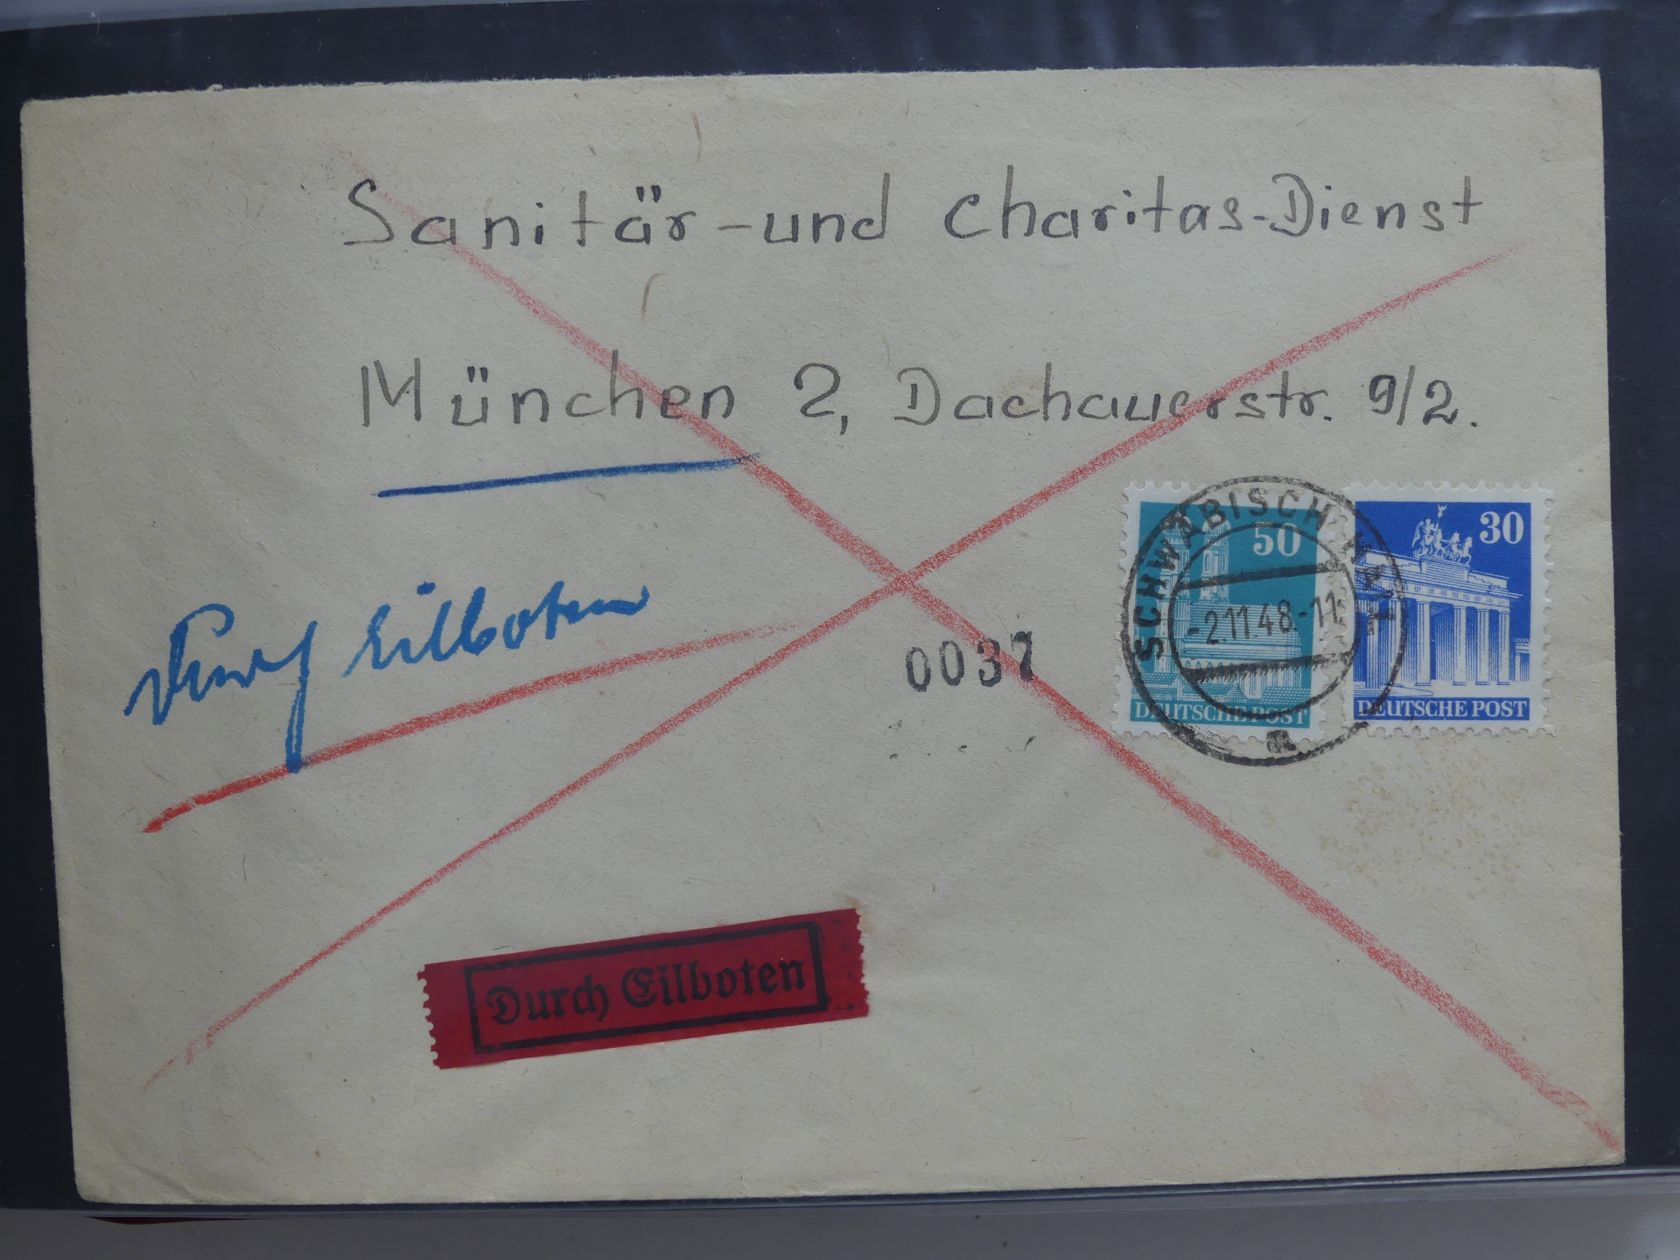 Sanitär-und Charitas-Dienst
München 2, Dachauerstr. 9/2.
Durch Eilboten
0037
SCHWÄBISCH HALL
-2.11.48.-11
a
50
DEUTSCHE POST
30
DEUTSCHE POST
Durch Eilboten